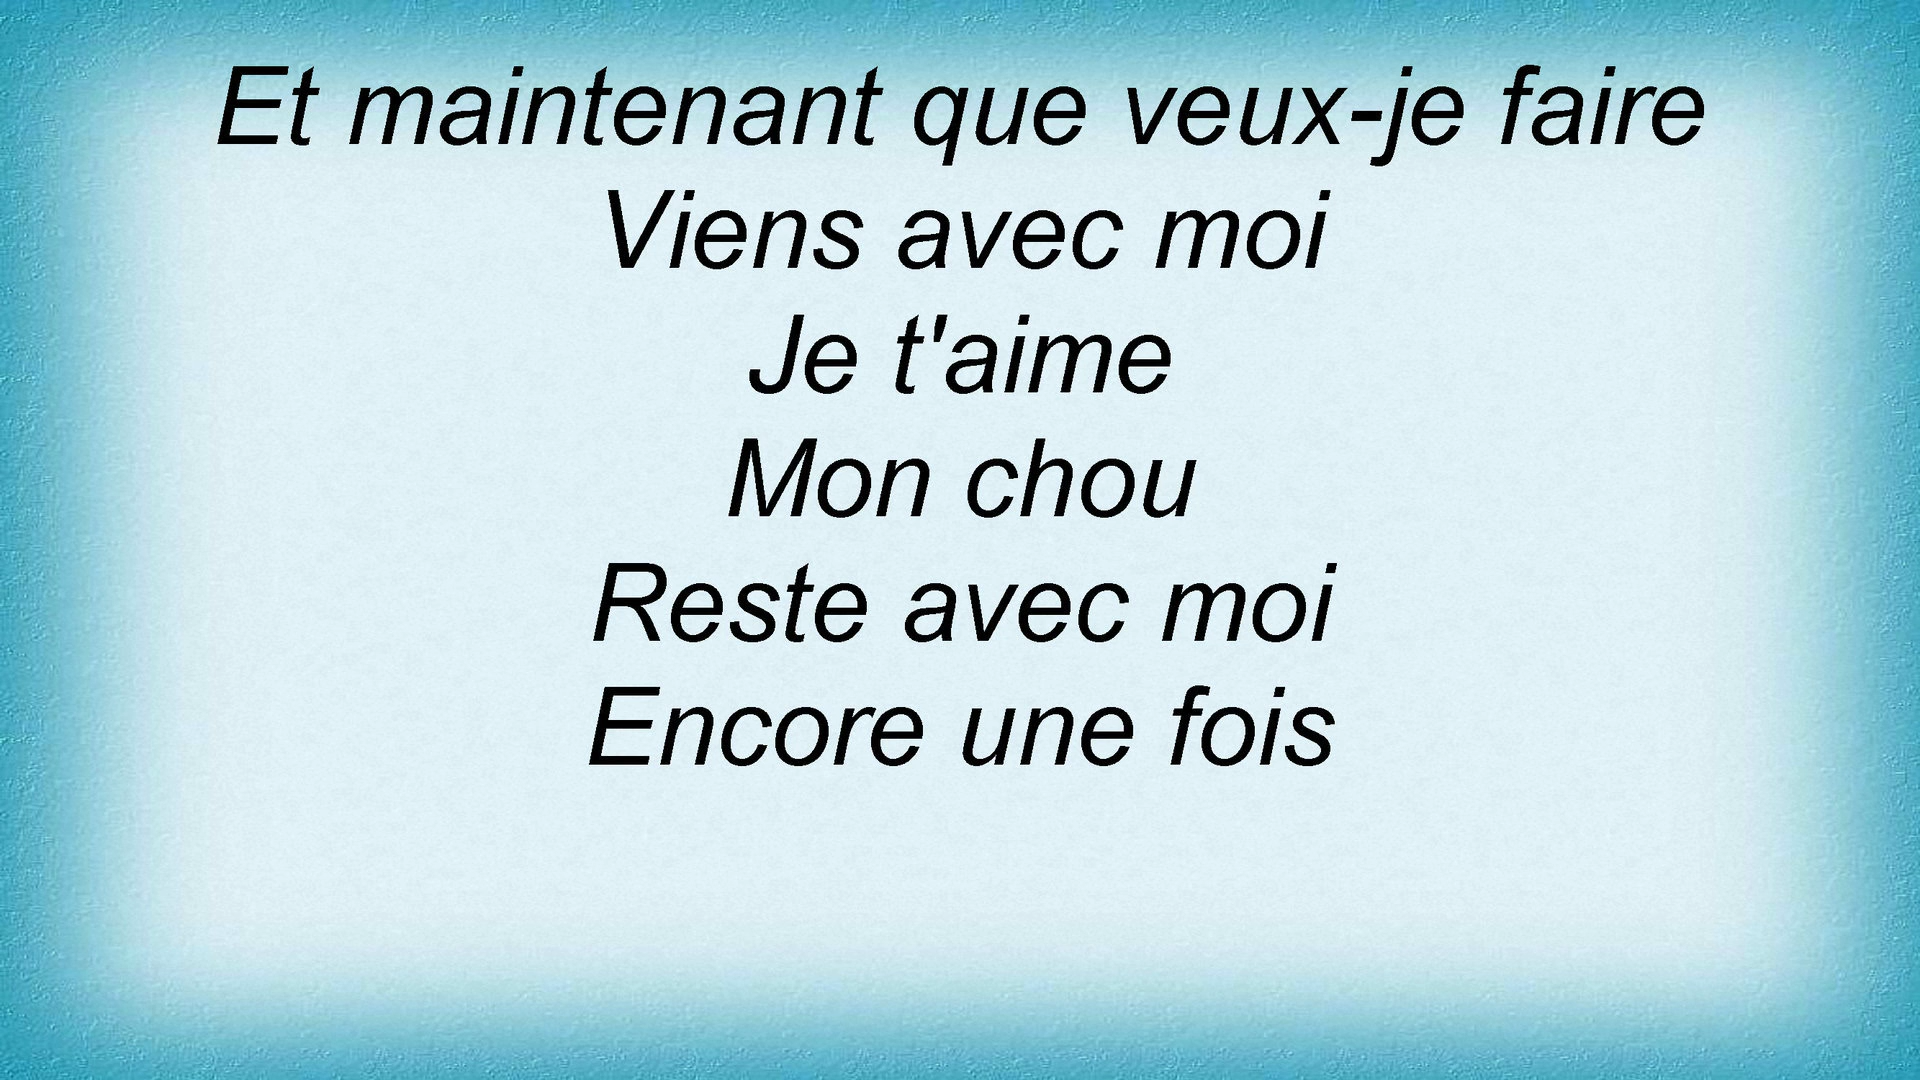 Et maintenant que veux-je faire
Viens avec moi
Je t'aime
Mon chou
Reste avec moi
Encore une fois